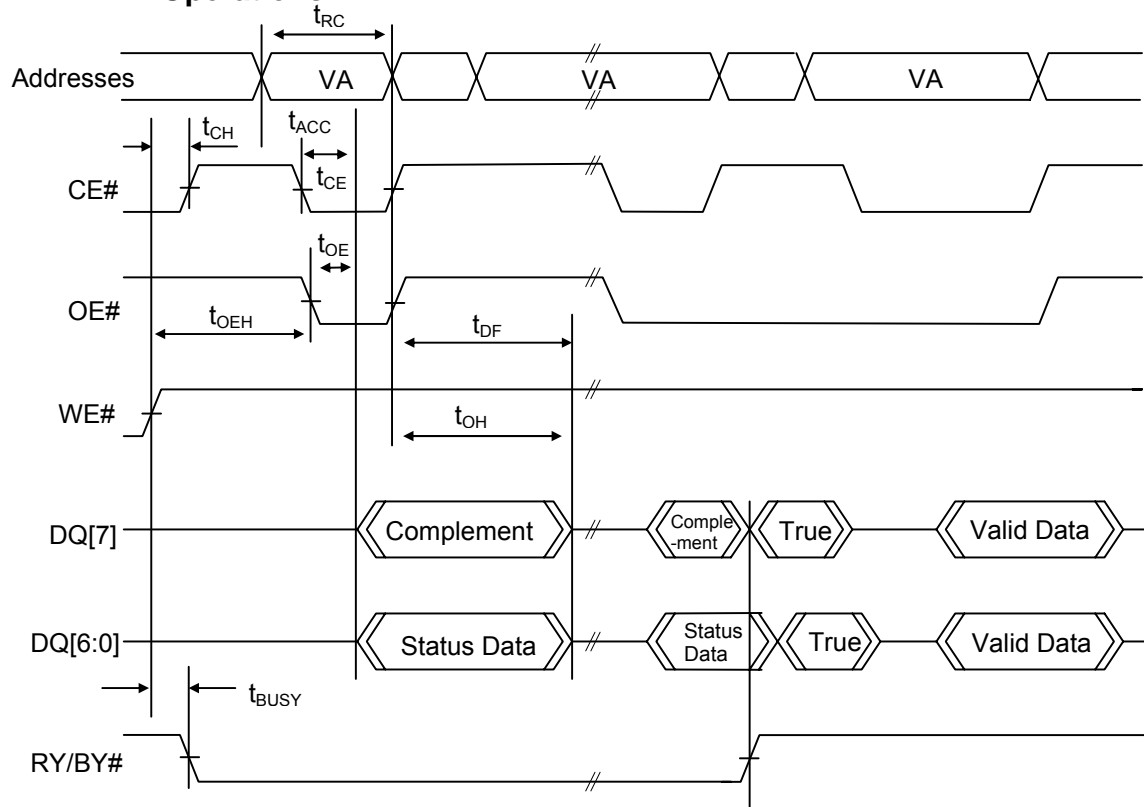 tRC
Addresses VA VA VA
tCH tACC
CE# tCE
tOE
OE#
tOEH tDF
WE#
tOH
DQ[7] Complement Comple True Valid Data
-ment
DQ[6:0] Status Data Status True Valid Data
Data
tBUSY
RY/BY#